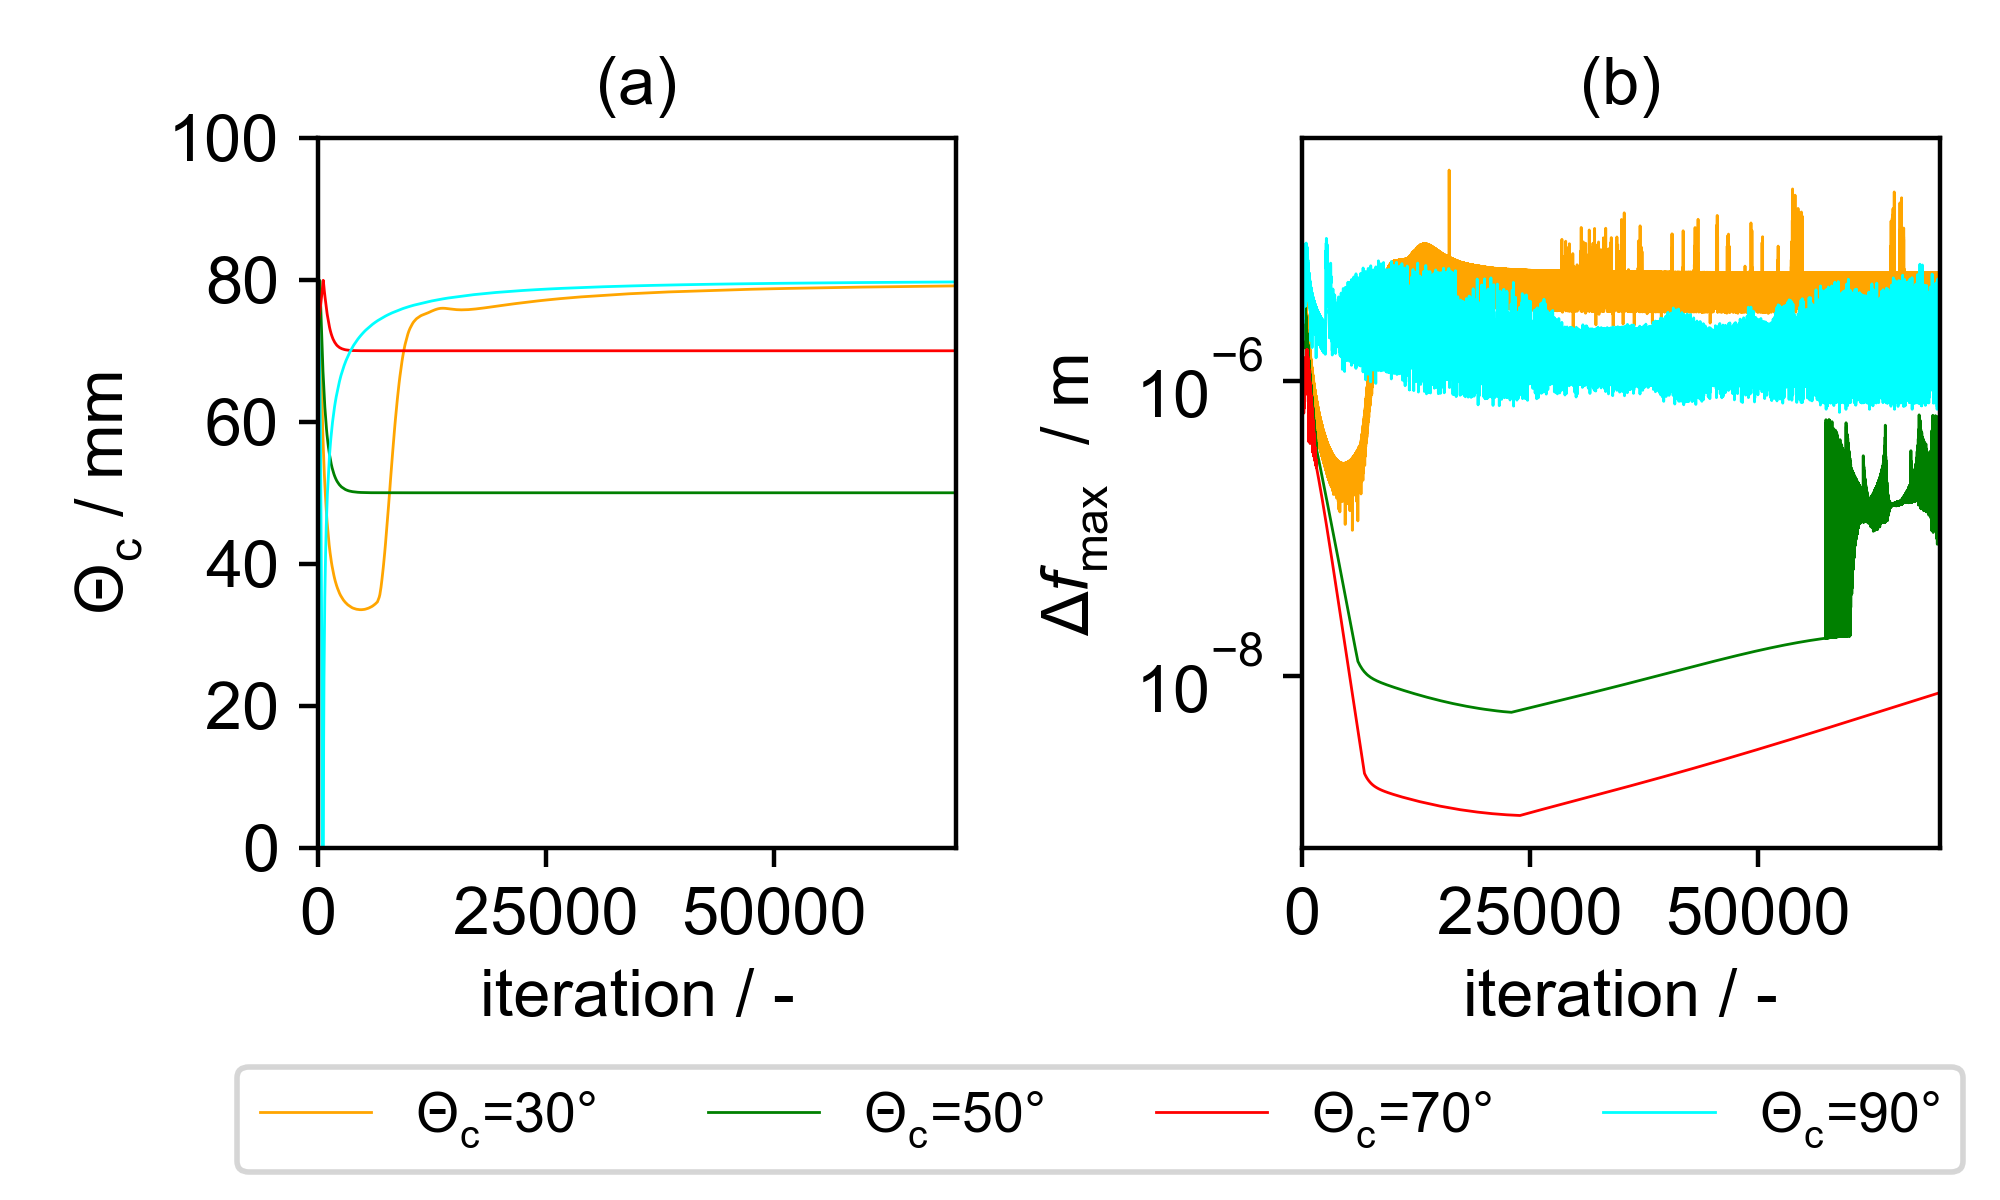 (a)
(b)
100
80
60
40
20
0
Θc / mm
0 25000 50000
iteration / -
10−6
10−8
Δfmax / m
0 25000 50000
iteration / -
Θc=30° Θc=50° Θc=70° Θc=90°